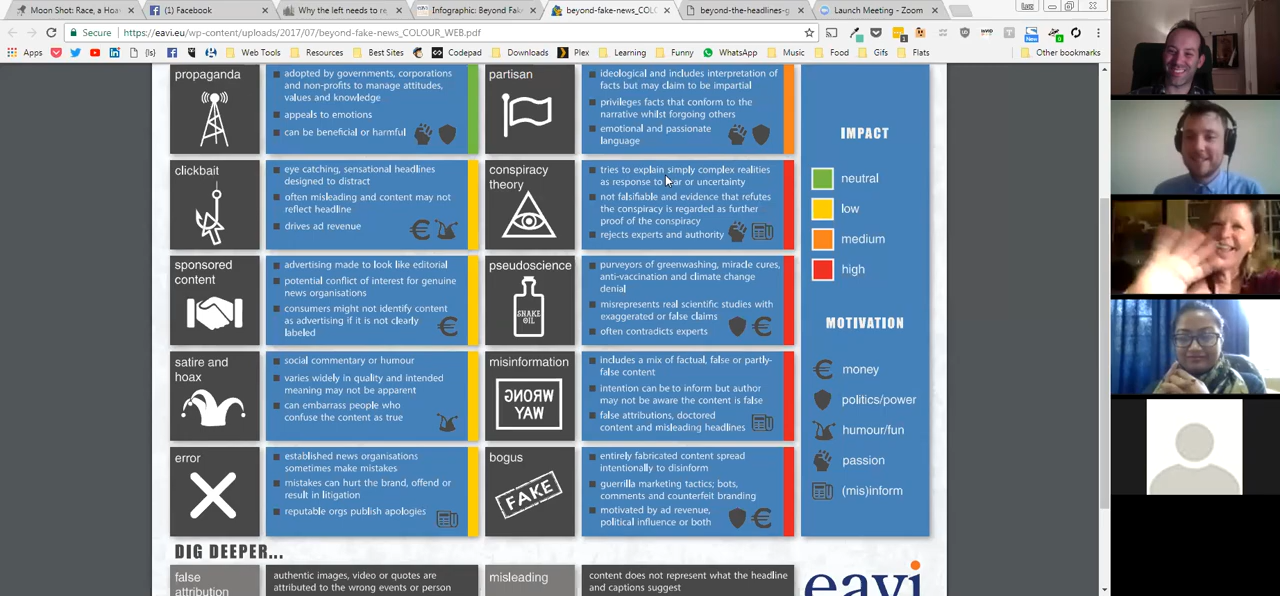 Moon Shot: Race, a Hoa
(1) Facebook
Why the left needs to re
Infographic: Beyond Fak
beyond-fake-news_COL
beyond-the-headlines-g
Launch Meeting - Zoom
Secure
https://eavi.eu/wp-content/uploads/2017/07/beyond-fake-news_COLOUR_WEB.pdf
Apps
(ls)
Web Tools
Resources
Best Sites
Codepad
Downloads
Plex
Learning
Funny
WhatsApp
Music
Food
Gifs
Flats
Other bookmarks
propaganda
adopted by governments, corporations
and non-profits to manage attitudes,
values and knowledge
appeals to emotions
can be beneficial or harmful
partisan
ideological and includes interpretation of
facts but may claim to be impartial
privileges facts that conform to the
narrative whilst forgoing others
emotional and passionate
language
clickbait
eye catching, sensational headlines
designed to distract
often misleading and content may not
reflect headline
drives ad revenue
conspiracy
theory
tries to explain simply complex realities
as response to fear or uncertainty
not falsifiable and evidence that refutes
the conspiracy is regarded as further
proof of the conspiracy
rejects experts and authority
sponsored
content
advertising made to look like editorial
potential conflict of interest for genuine
news organisations
consumers might not identify content
as advertising if it is not clearly
labeled
pseudoscience
SNAKE
OIL
purveyors of greenwashing, miracle cures,
anti-vaccination and climate change
denial
misrepresents real scientific studies with
exaggerated or false claims
often contradicts experts
satire and
hoax
social commentary or humour
varies widely in quality and intended
meaning may not be apparent
can embarrass people who
confuse the content as true
misinformation
WRONG
WAY
includes a mix of factual, false or partly-
false content
intention can be to inform but author
may not be aware the content is false
false attributions, doctored
content and misleading headlines
error
established news organisations
sometimes make mistakes
mistakes can hurt the brand, offend or
result in litigation
reputable orgs publish apologies
bogus
FAKE
entirely fabricated content spread
intentionally to disinform
guerrilla marketing tactics; bots,
comments and counterfeit branding
motivated by ad revenue,
political influence or both
IMPACT
neutral
low
medium
high
MOTIVATION
€ money
politics/power
humour/fun
passion
(mis)inform
DIG DEEPER...
false
attribution
authentic images, video or quotes are
attributed to the wrong events or person
misleading
content does not represent what the headline
and captions suggest
eavi